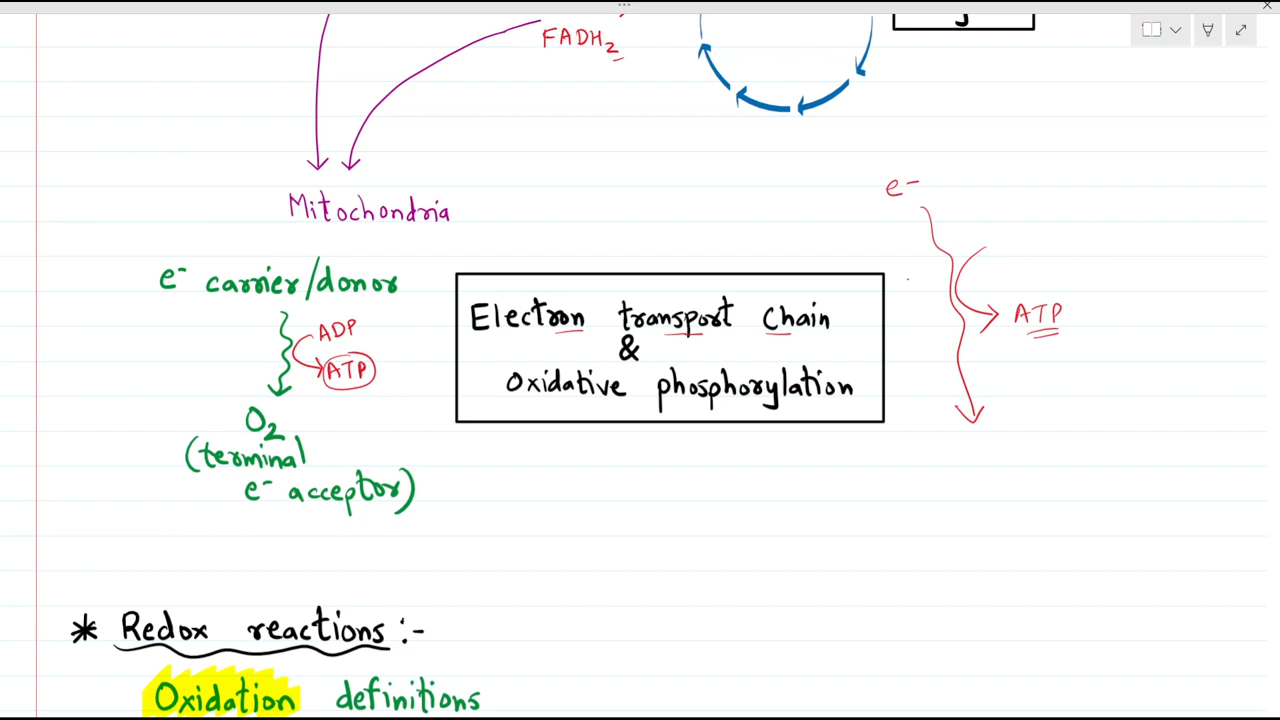 FADH2
Mitochondria
e-
e- carrier/donor
ADP
ATP
O2
(terminal
e- acceptor)
Electron transport chain
&
Oxidative phosphorylation
ATP
* Redox reactions :-
Oxidation definitions